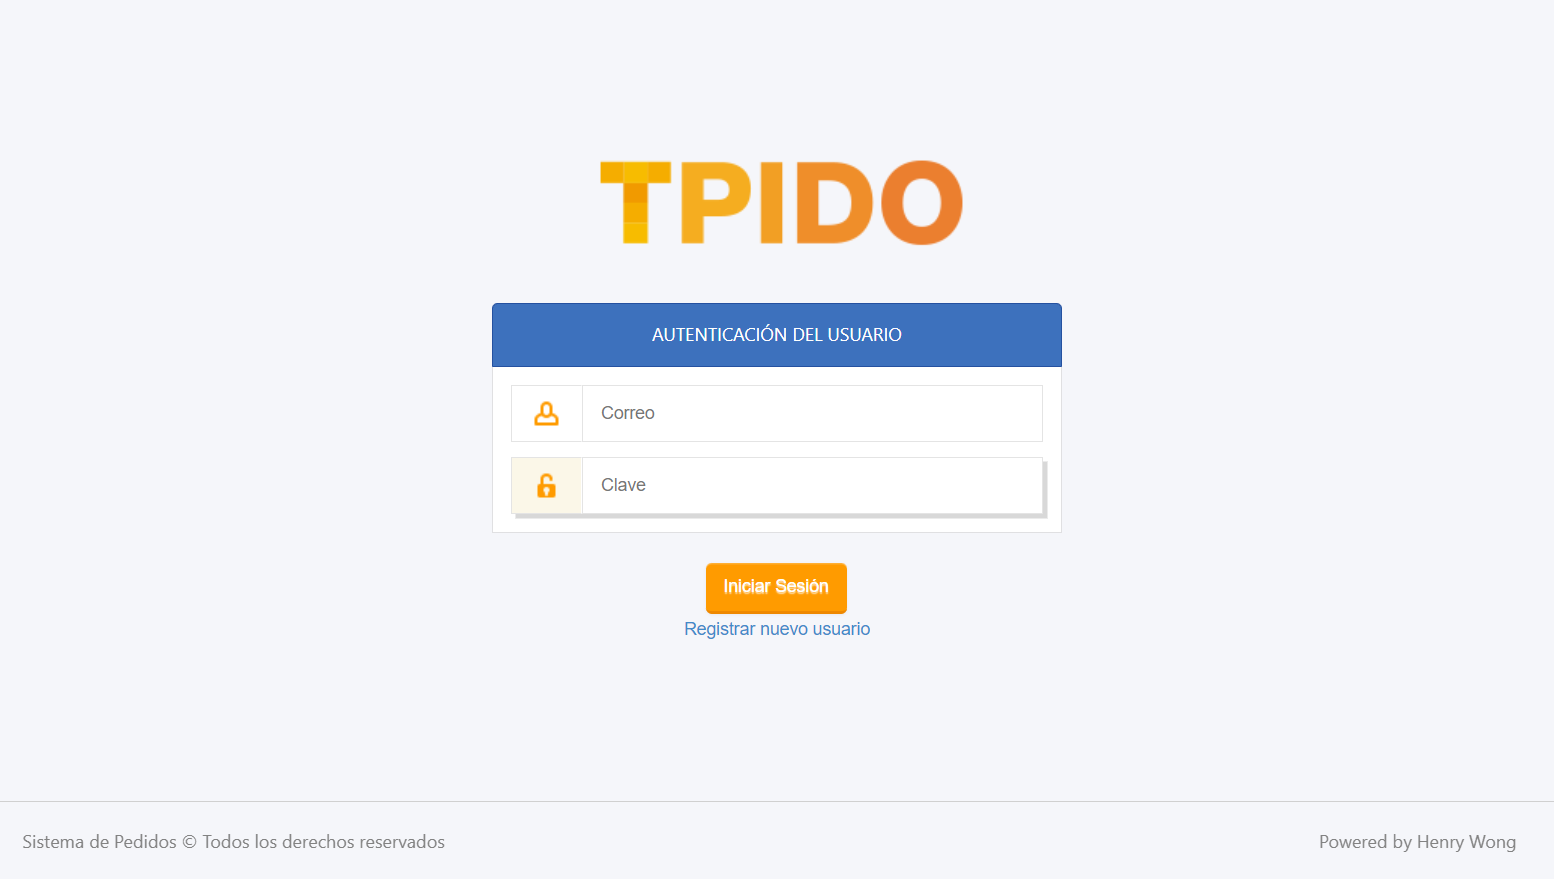 TPIDO
AUTENTICACIÓN DEL USUARIO
Correo
Clave
Iniciar Sesión
Registrar nuevo usuario
Sistema de Pedidos © Todos los derechos reservados
Powered by Henry Wong